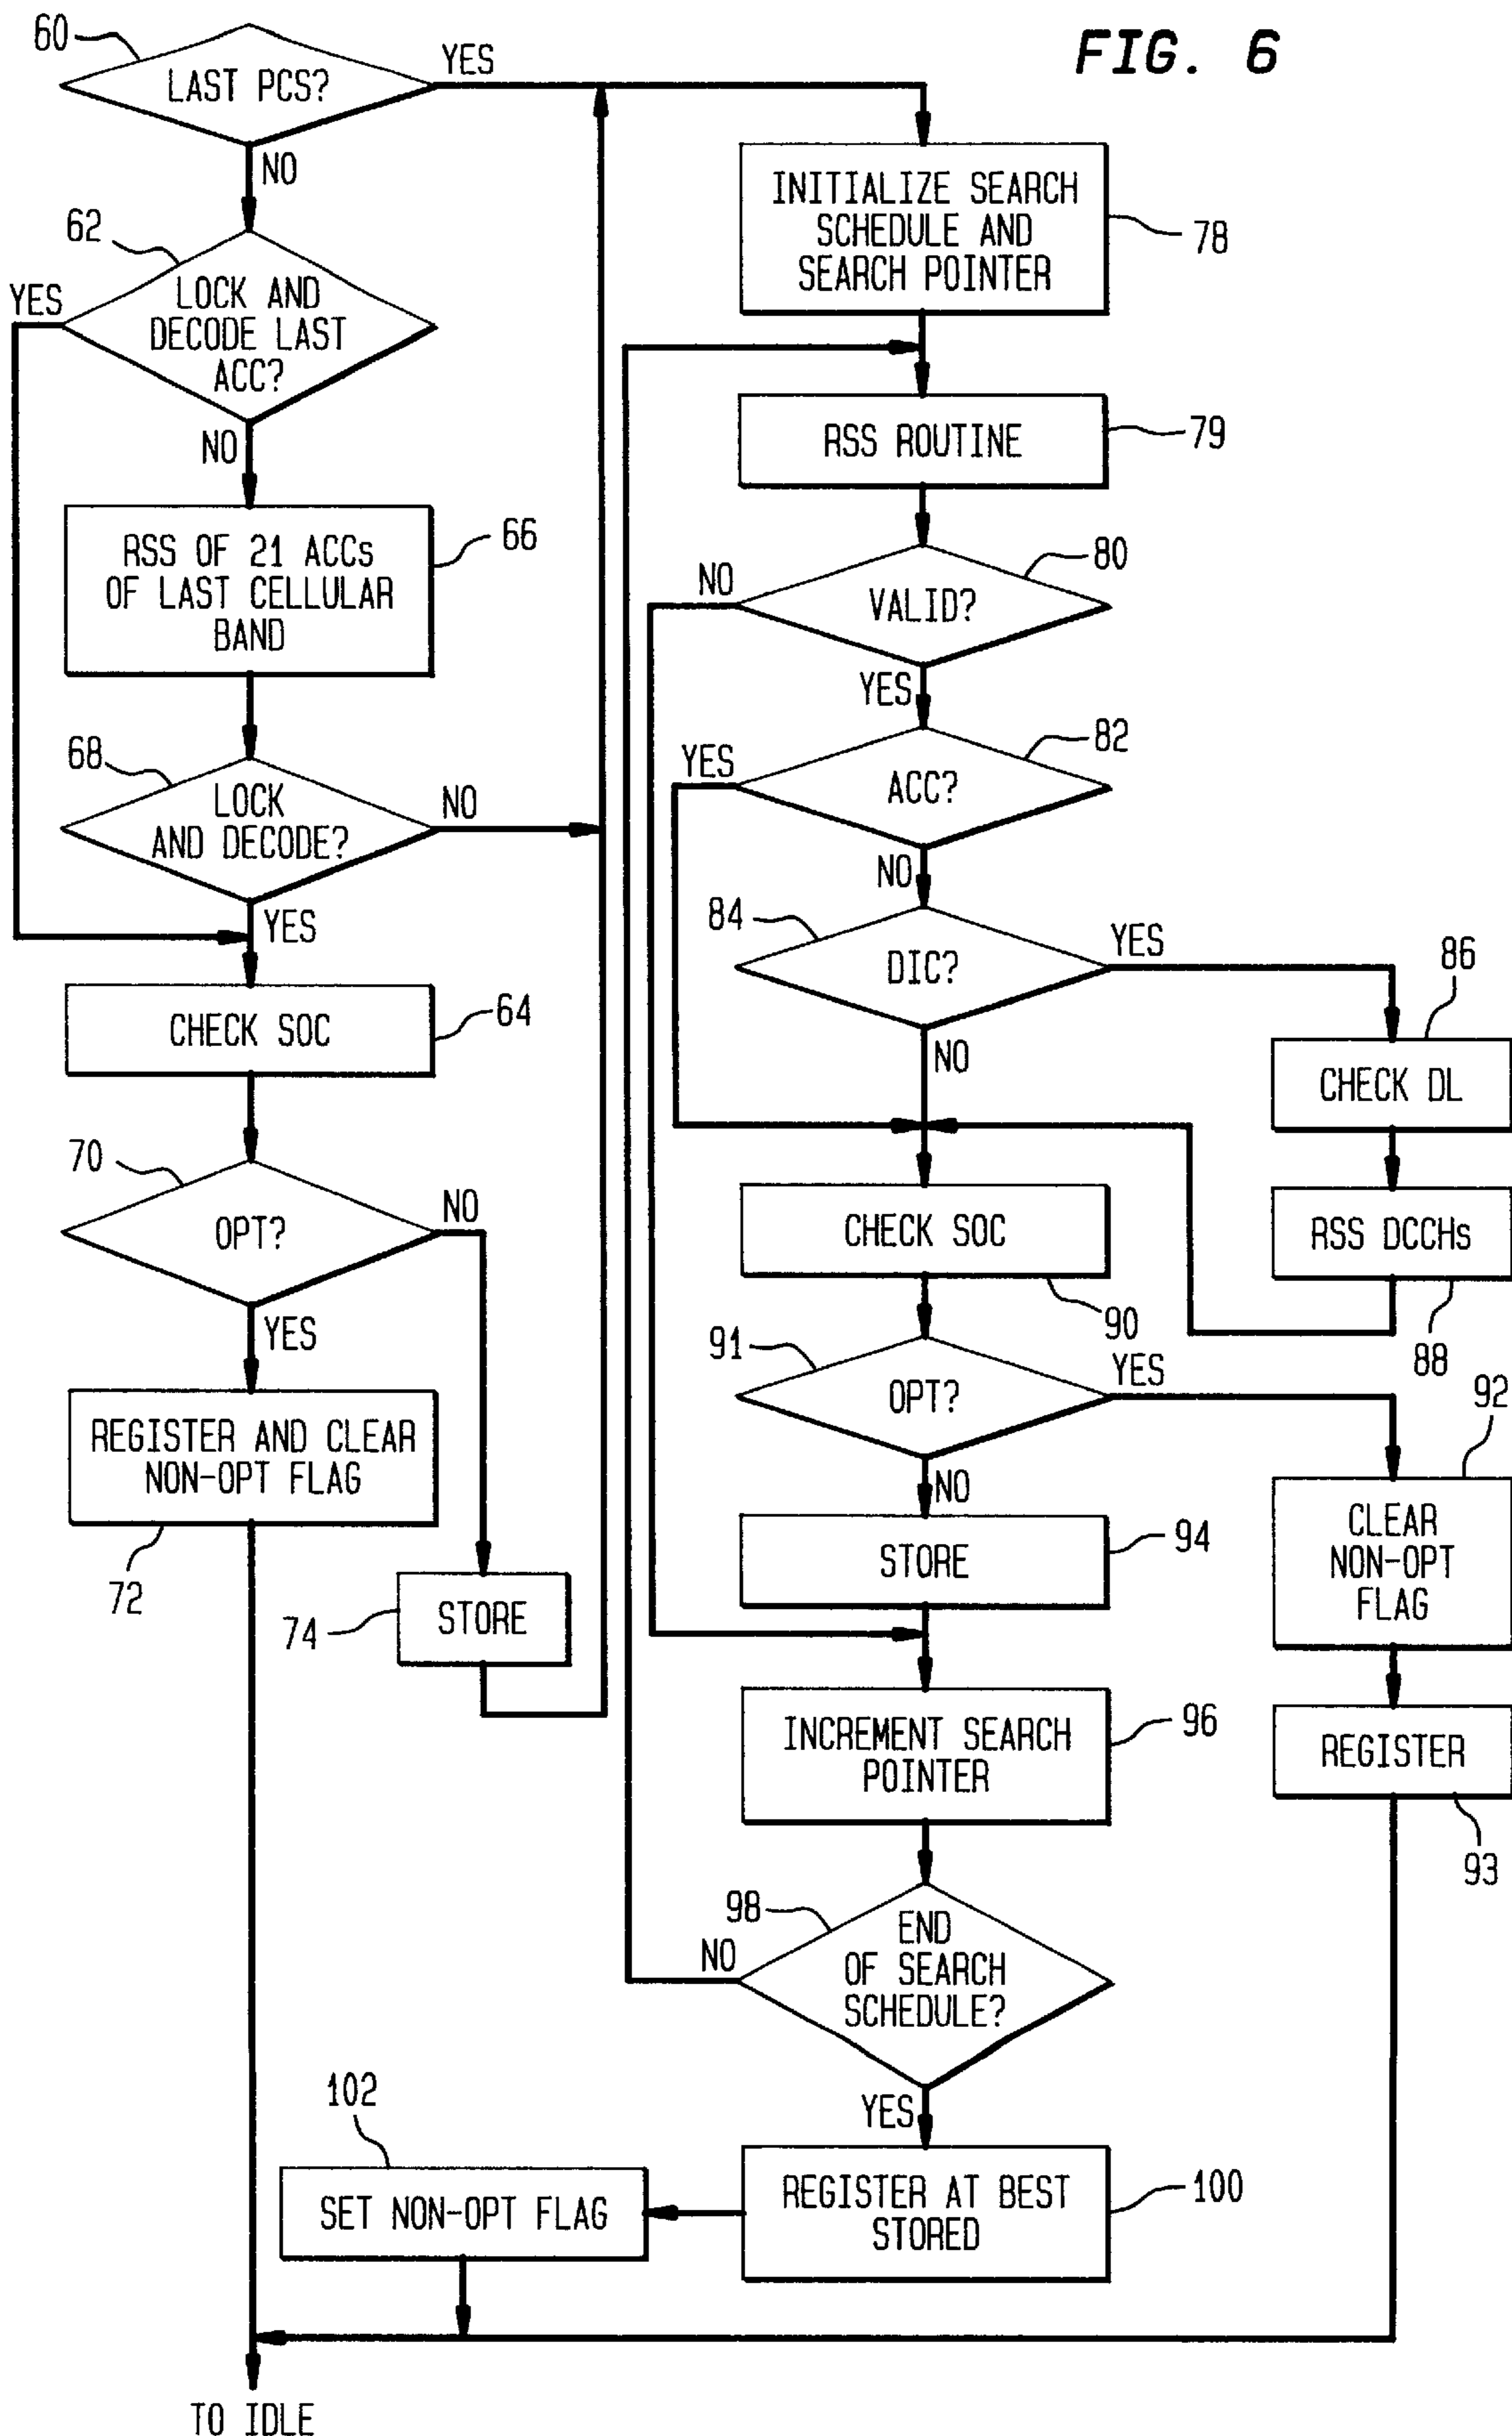 FIG. 6
60
LAST PCS?
YES
NO
62
YES
LOCK AND
DECODE LAST
ACC?
NO
RSS OF 21 ACCs
OF LAST CELLULAR
BAND
66
68
LOCK
AND DECODE?
NO
YES
CHECK SOC
64
70
OPT?
NO
YES
REGISTER AND CLEAR
NON-OPT FLAG
72
74
STORE
INITIALIZE SEARCH
SCHEDULE AND
SEARCH POINTER
78
RSS ROUTINE
79
80
NO
VALID?
YES
82
YES
ACC?
NO
84
DIC?
YES
NO
86
CHECK DL
RSS DCCHs
88
CHECK SOC
90
91
OPT?
YES
NO
92
CLEAR
NON-OPT
FLAG
STORE
94
REGISTER
93
INCREMENT SEARCH
POINTER
96
98
NO
END
OF SEARCH
SCHEDULE?
YES
102
SET NON-OPT FLAG
REGISTER AT BEST
STORED
100
TO IDLE